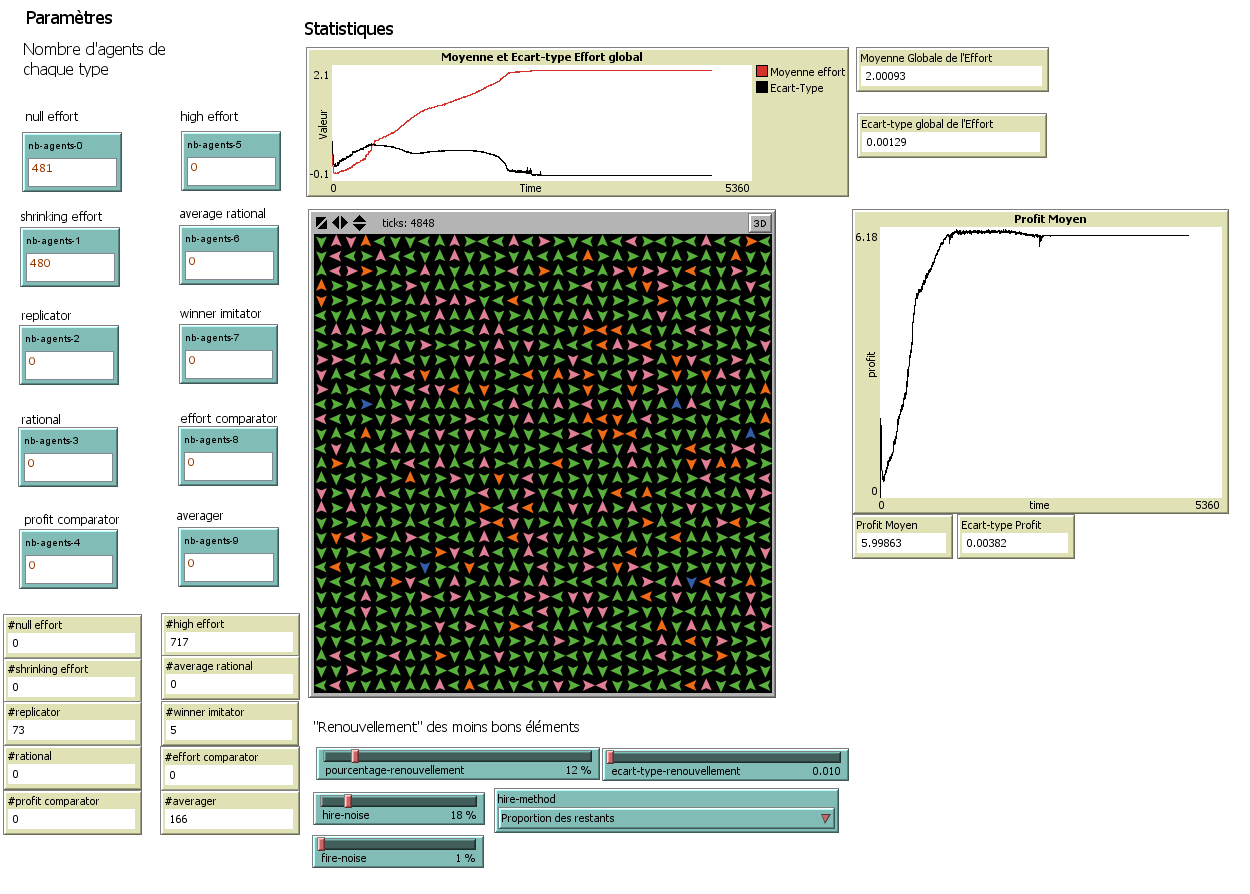 Paramètres
Nombre d'agents de
chaque type
null effort
nb-agents-0
481
high effort
nb-agents-5
0
shrinking effort
nb-agents-1
480
average rational
nb-agents-6
0
replicator
nb-agents-2
0
winner imitator
nb-agents-7
0
rational
nb-agents-3
0
effort comparator
nb-agents-8
0
profit comparator
nb-agents-4
0
averager
nb-agents-9
0
#null effort
0
#high effort
717
#shrinking effort
0
#average rational
0
#replicator
73
#winner imitator
5
#rational
0
#effort comparator
0
#profit comparator
0
#averager
166
Statistiques
Moyenne et Ecart-type Effort global
2.1
Valeur
-0.1
0
Time
5360
Moyenne effort
Ecart-Type
Moyenne Globale de l'Effort
2.00093
Ecart-type global de l'Effort
0.00129
ticks: 4848
3D
Profit Moyen
6.18
profit
0
0
time
5360
Profit Moyen
5.99863
Ecart-type Profit
0.00382
"Renouvellement" des moins bons éléments
pourcentage-renouvellement 12 %
ecart-type-renouvellement 0.010
hire-noise 18 %
hire-method
Proportion des restants
fire-noise 1 %